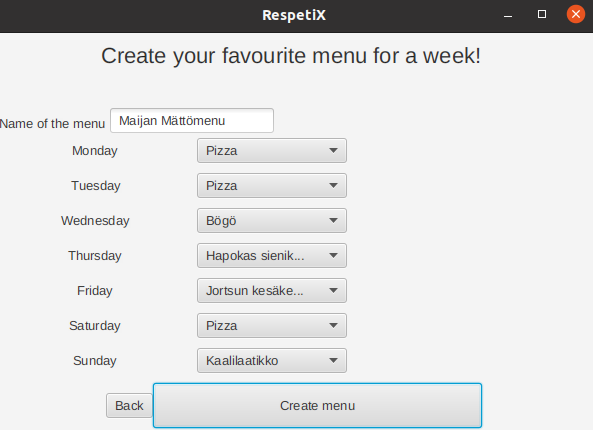 RespetiX
Create your favourite menu for a week!
Name of the menu Maijan Mättömenu
Monday Pizza
Tuesday Pizza
Wednesday Bögö
Thursday Hapokas sienik...
Friday Jortsun kesäke...
Saturday Pizza
Sunday Kaalilaatikko
Back Create menu